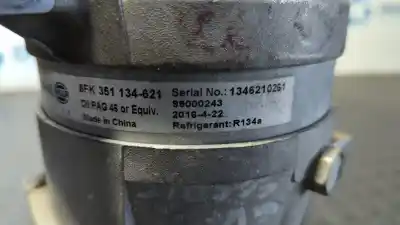 8FK 351 134-621 Serial No.: 1346210261
Oil PAG 46 or Equiv. 99000243
2016-4-22
Made in China Refrigerant: R134a